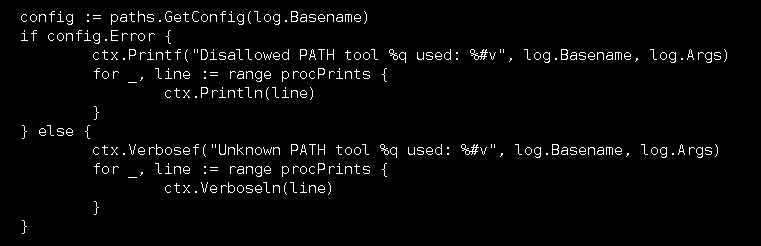 config := paths.GetConfig(log.Basename)
if config.Error {
        ctx.Printf("Disallowed PATH tool %q used: %#v", log.Basename, log.Args)
        for _, line := range procPrints {
                ctx.Println(line)
        }
} else {
        ctx.Verbosef("Unknown PATH tool %q used: %#v", log.Basename, log.Args)
        for _, line := range procPrints {
                ctx.Verboseln(line)
        }
}